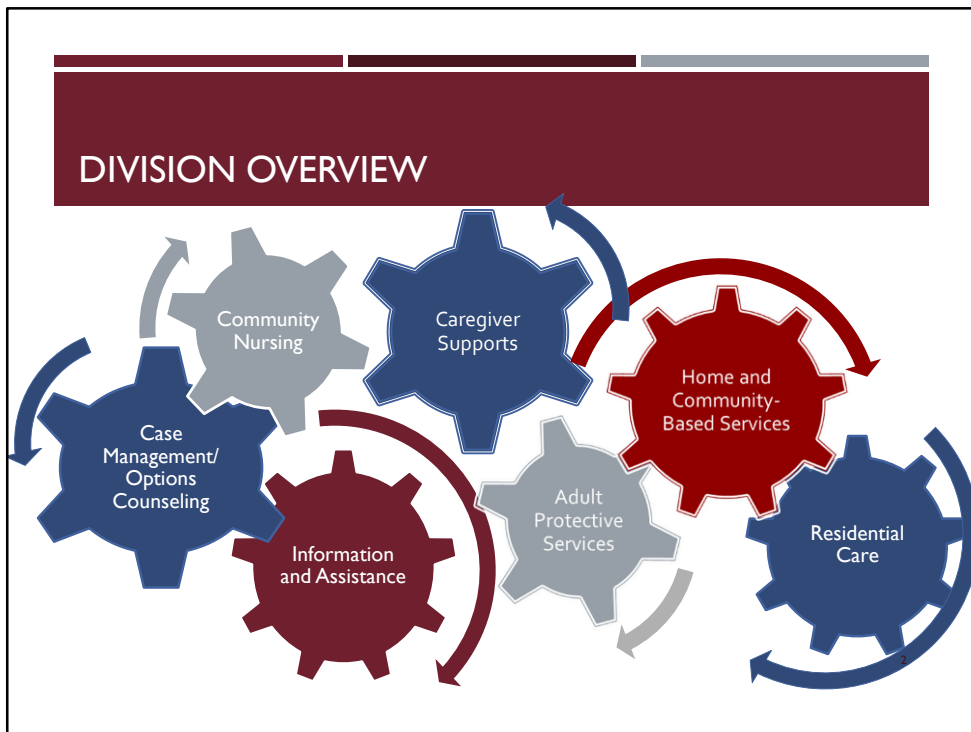 DIVISION OVERVIEW
Community
Nursing
Caregiver
Supports
Home and
Community-
Based Services
Case
Management/
Options
Counseling
Information
and Assistance
Adult
Protective
Services
Residential
Care
2